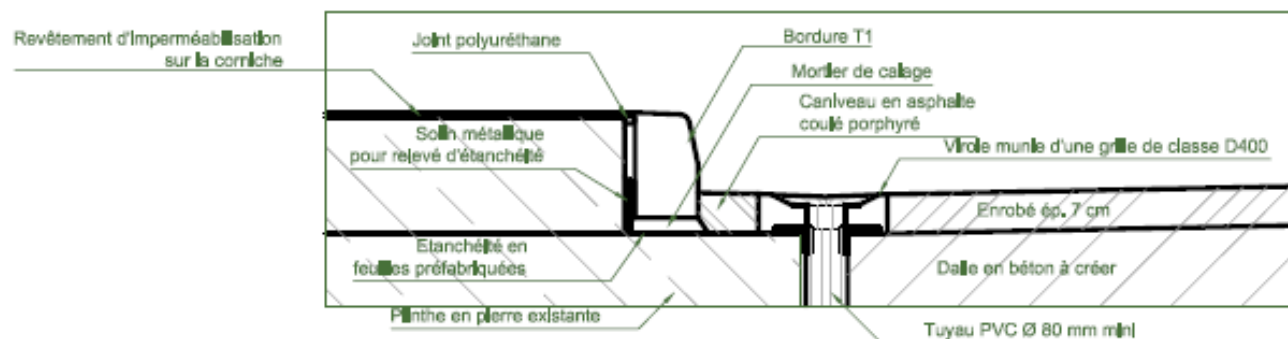 Revêtement d'imperméabilisation
sur la corniche
Joint polyuréthane
Bordure T1
Mortier de calage
Caniveau en asphalte
coulé porphyré
Solin métallique
pour relevé d'étanchéité
Virole munie d'une grille de classe D400
Enrobé ép. 7 cm
Etanchéité en
feuilles préfabriquées
Dalle en béton à créer
Plinthe en pierre existante
Tuyau PVC Ø 80 mm mini